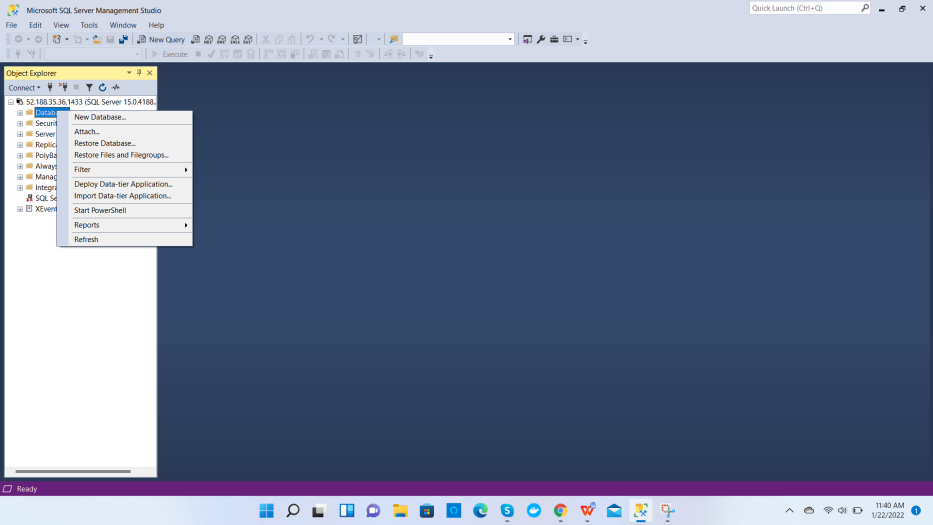 Microsoft SQL Server Management Studio
Quick Launch (Ctrl+Q)
File Edit View Tools Window Help
New Query
Execute
Object Explorer
Connect
52.188.35.36,1433 (SQL Server 15.0.4188.
Databa
New Database...
Securit
Attach...
Server
Restore Database...
Replica
Restore Files and Filegroups...
PolyBa
Always
Filter
Manag
Deploy Data-tier Application...
Integra
Import Data-tier Application...
SQL Se
XEvent
Start PowerShell
Reports
Refresh
Ready
11:40 AM
1/22/2022
1